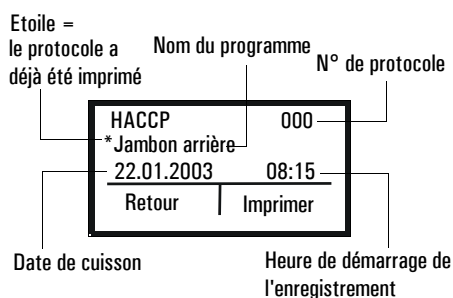 Etoile =
le protocole a
déjà été imprimé
Nom du programme
N° de protocole
HACCP 000
*Jambon arrière
22.01.2003 08:15
Retour Imprimer
Date de cuisson
Heure de démarrage de
l'enregistrement